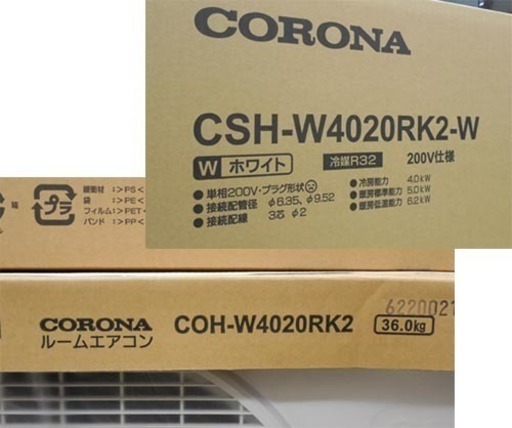 CORONA
CSH-W4020RK2-W
W ホワイト 冷媒R32 200V仕様
●単相200V・プラグ形状
●接続配管径 φ6.35、φ9.52
●接続配線 3芯 φ2
●冷房能力 4.0kW
●暖房標準能力 5.0kW
●暖房低温能力 6.2kW
プラ
緩衝材 :>PS<
袋 :>PE<
フィルム:>PET
バンド :>PP<
CORONA
ルームエアコン
COH-W4020RK2
36.0kg
6220021